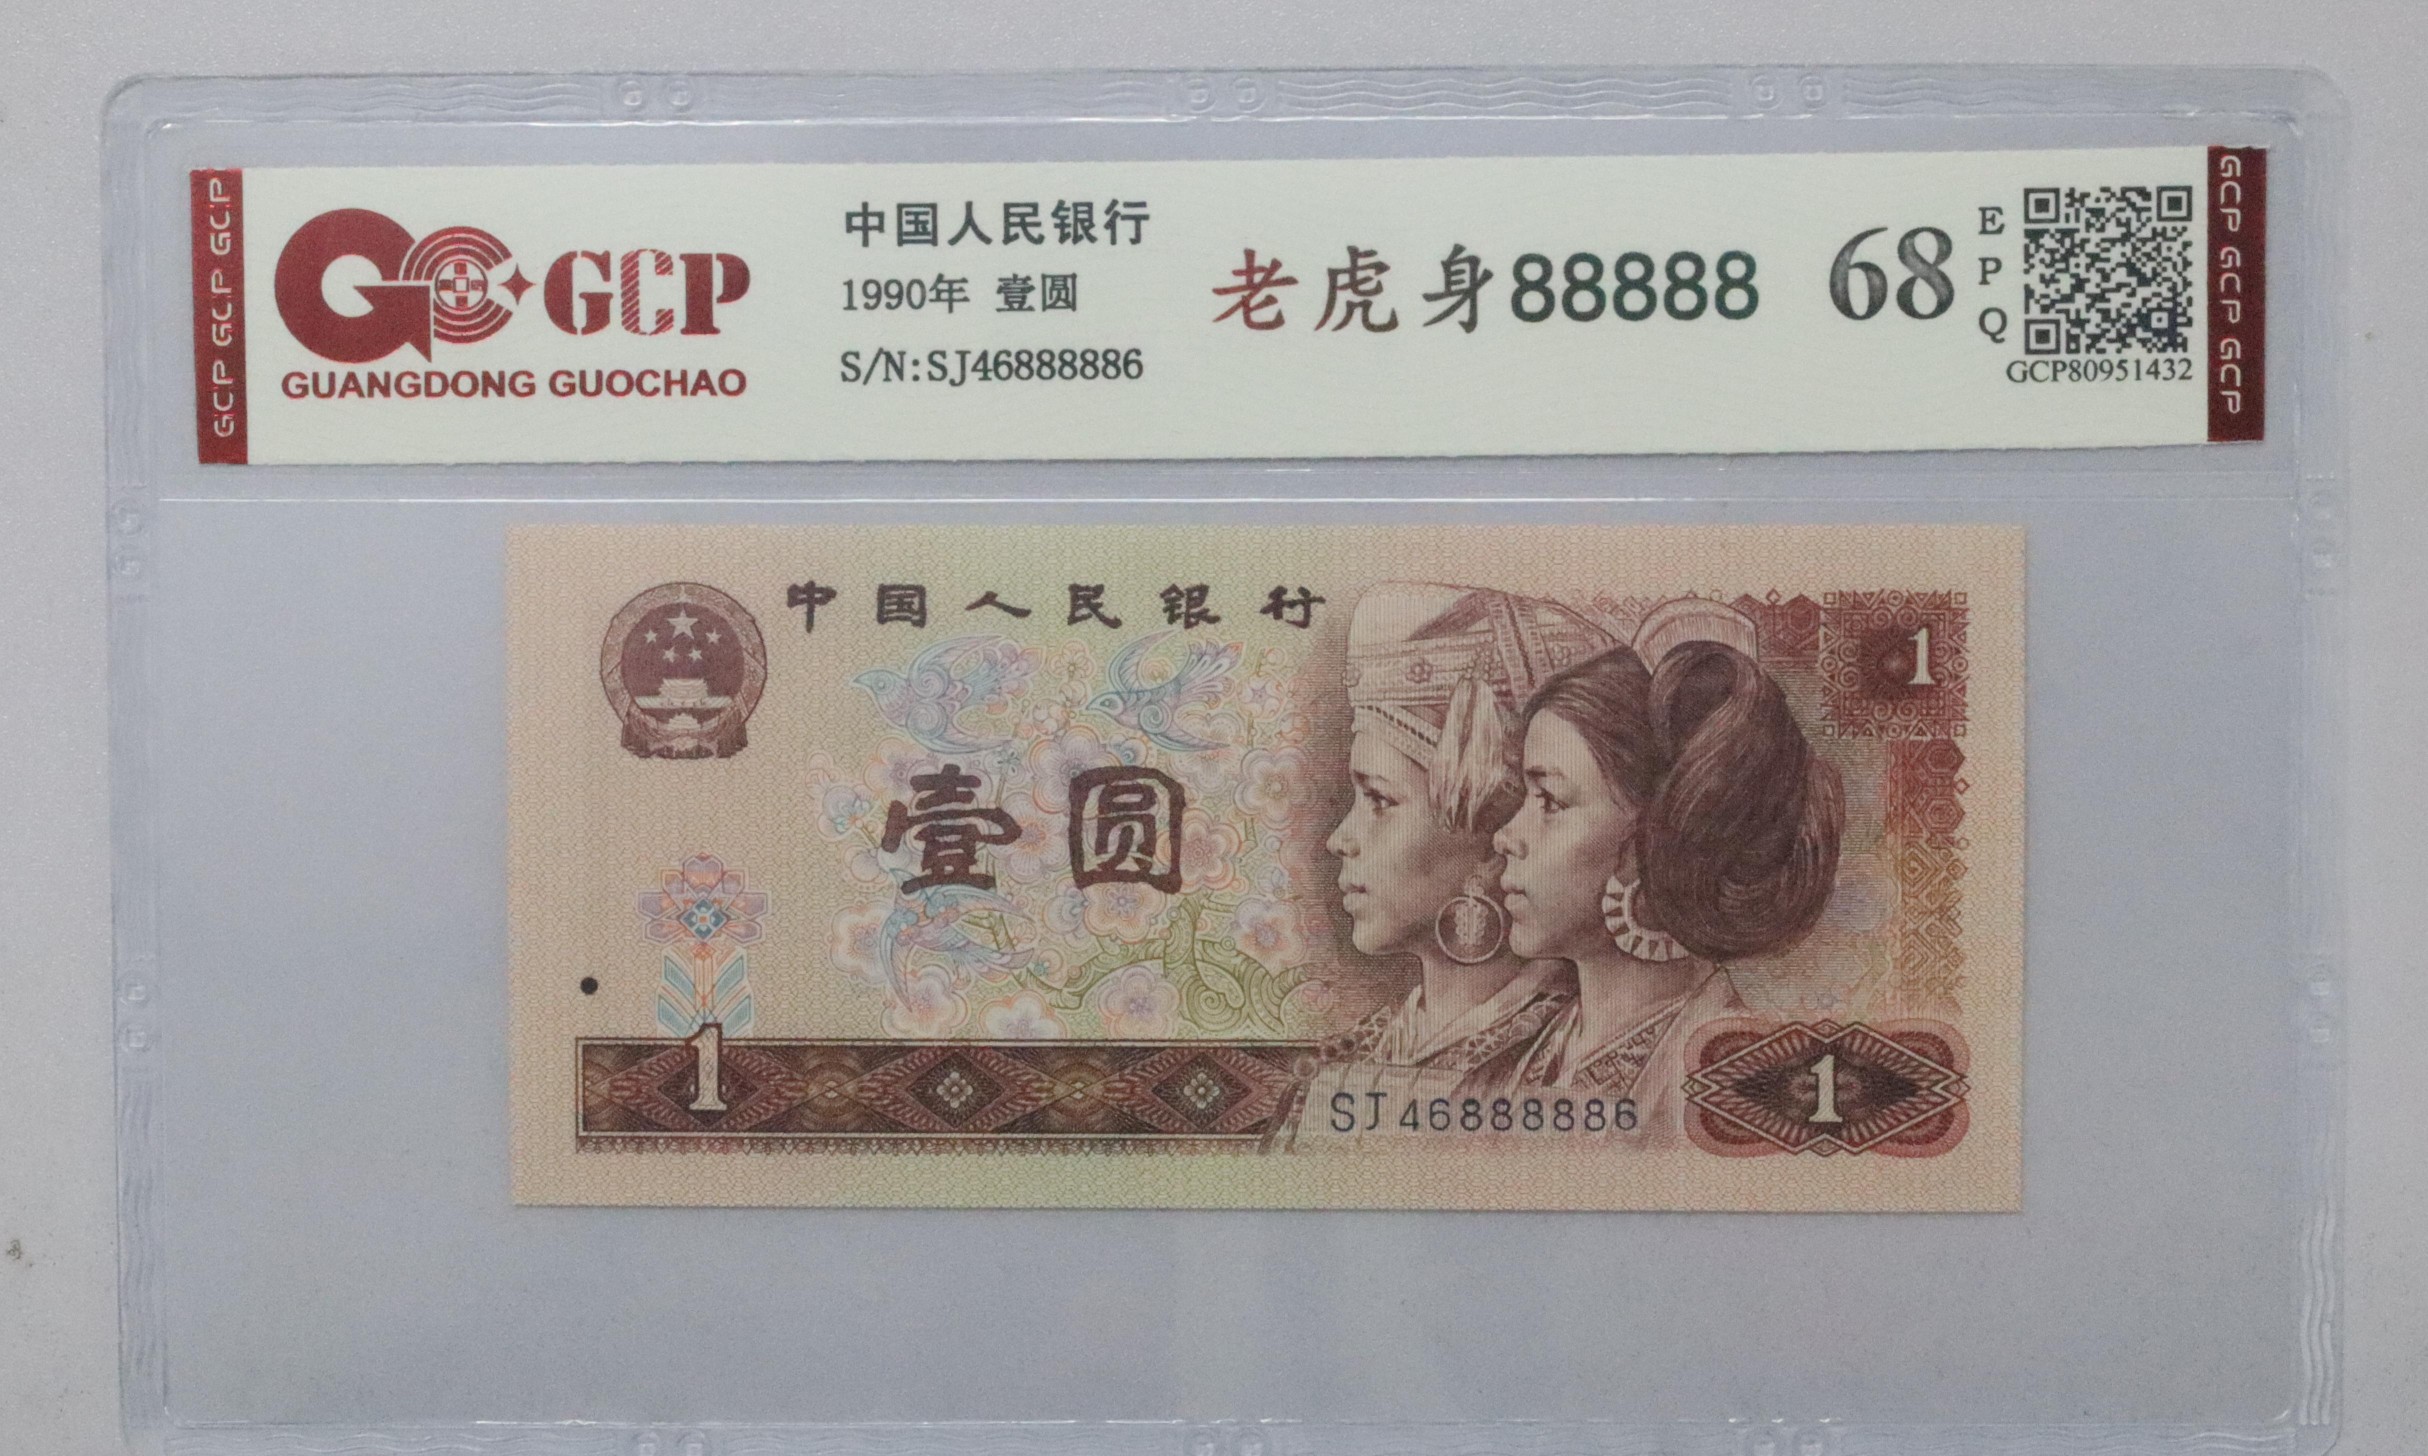 GCP GCP GCP
GCP
GUANGDONG GUOCHAO
中国人民银行
1990年 壹圆
S/N:SJ46888886
老虎身88888
68
E
P
Q
GCP80951432
GCP GCP GCP
中国人民银行
1
壹圆
1
SJ46888886
1